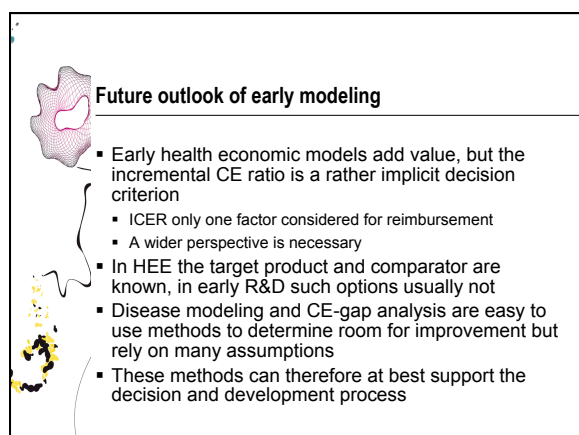 Future outlook of early modeling
▪ Early health economic models add value, but the
incremental CE ratio is a rather implicit decision
criterion
▪ ICER only one factor considered for reimbursement
▪ A wider perspective is necessary
▪ In HEE the target product and comparator are
known, in early R&D such options usually not
▪ Disease modeling and CE-gap analysis are easy to
use methods to determine room for improvement but
rely on many assumptions
▪ These methods can therefore at best support the
decision and development process